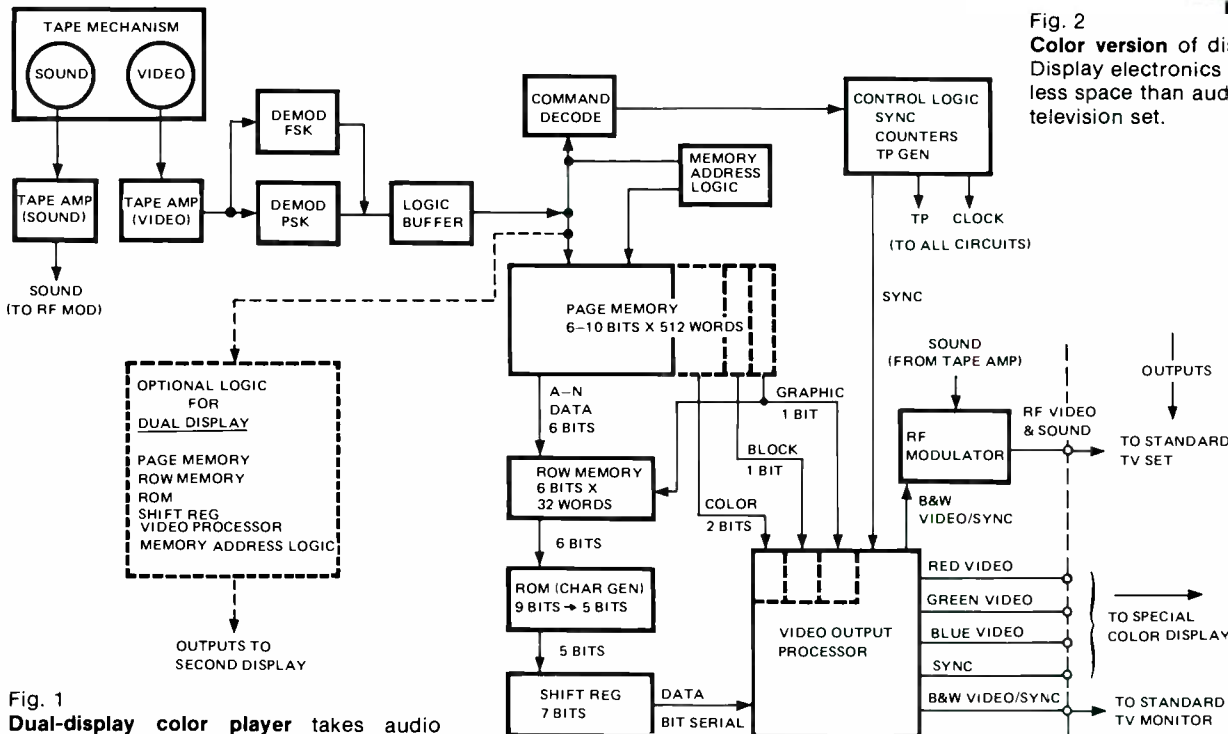 TAPE MECHANISM
SOUND
VIDEO
TAPE AMP
(SOUND)
TAPE AMP
(VIDEO)
SOUND
(TO RF MOD)
DEMOD
FSK
DEMOD
PSK
LOGIC
BUFFER
COMMAND
DECODE
MEMORY
ADDRESS
LOGIC
CONTROL LOGIC
SYNC
COUNTERS
TP GEN
TP
CLOCK
(TO ALL CIRCUITS)
SYNC
Fig. 2
Color version of dis
Display electronics
less space than aud
television set.
PAGE MEMORY
6–10 BITS X 512 WORDS
OPTIONAL LOGIC
FOR
DUAL DISPLAY
PAGE MEMORY
ROW MEMORY
ROM
SHIFT REG
VIDEO PROCESSOR
MEMORY ADDRESS LOGIC
OUTPUTS TO
SECOND DISPLAY
A–N
DATA
6 BITS
GRAPHIC
1 BIT
BLOCK
1 BIT
COLOR
2 BITS
ROW MEMORY
6 BITS X
32 WORDS
6 BITS
ROM (CHAR GEN)
9 BITS → 5 BITS
5 BITS
SHIFT REG
7 BITS
DATA
BIT SERIAL
VIDEO OUTPUT
PROCESSOR
SOUND
(FROM TAPE AMP)
RF
MODULATOR
B&W
VIDEO/SYNC
RF VIDEO
& SOUND
OUTPUTS
TO STANDARD
TV SET
RED VIDEO
GREEN VIDEO
BLUE VIDEO
SYNC
B&W VIDEO/SYNC
TO SPECIAL
COLOR DISPLAY
TO STANDARD
TV MONITOR
Fig. 1
Dual-display color player takes audio